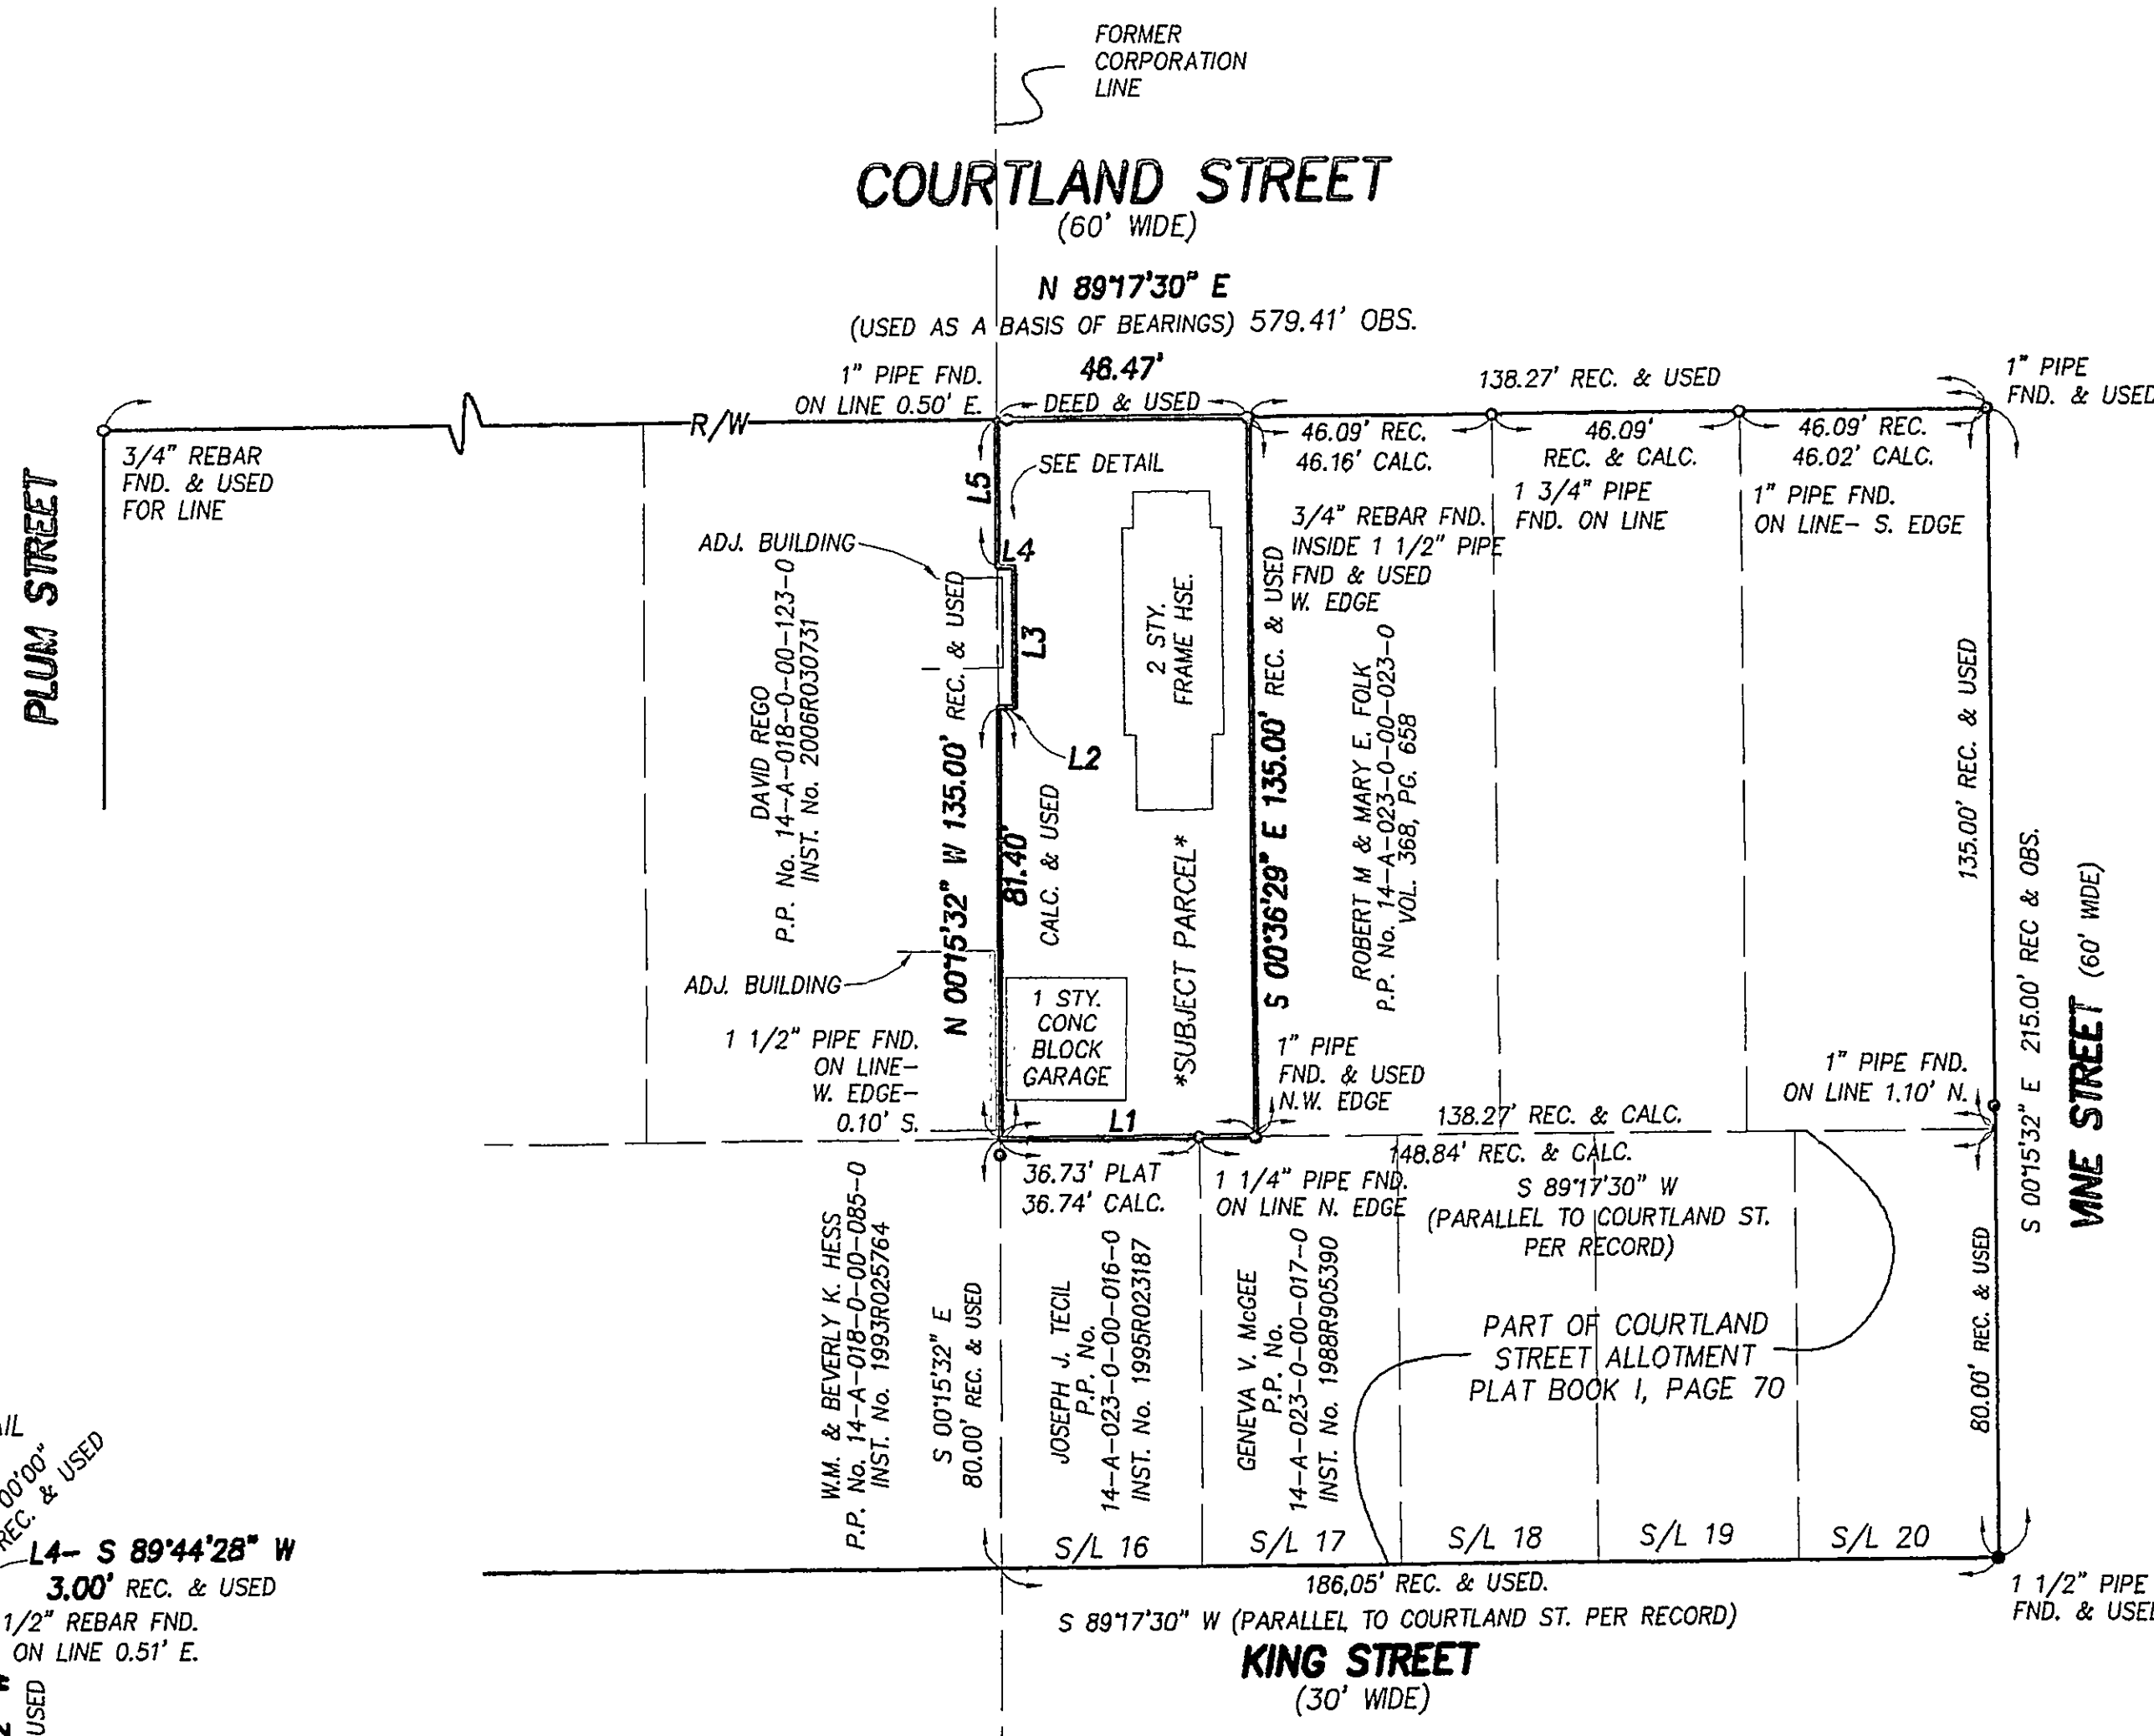 FORMER
CORPORATION
LINE
COURTLAND STREET
(60' WIDE)
N 89°17'30" E
(USED AS A BASIS OF BEARINGS) 579.41' OBS.
1" PIPE FND.
ON LINE 0.50' E.
46.47'
DEED & USED
138.27' REC. & USED
1" PIPE
FND. & USED
R/W
3/4" REBAR
FND. & USED
FOR LINE
PLUM STREET
46.09' REC.
46.16' CALC.
46.09'
REC. & CALC.
46.09' REC.
46.02' CALC.
L5
SEE DETAIL
L4
L3
L2
ADJ. BUILDING
3/4" REBAR FND.
INSIDE 1 1/2" PIPE
FND & USED
W. EDGE
1 3/4" PIPE
FND. ON LINE
1" PIPE FND.
ON LINE- S. EDGE
DAVID REGO
P.P. No. 14-A-018-0-00-123-0
INST. No. 2006R030731
N 00°15'32" W 135.00' REC. & USED
81.40'
CALC. & USED
2 STY.
FRAME HSE.
*SUBJECT PARCEL*
S 00°36'29" E 135.00' REC. & USED
ROBERT M & MARY E. FOLK
P.P. No. 14-A-023-0-00-023-0
VOL. 368, PG. 658
135.00' REC. & USED
S 00°15'32" E 215.00' REC & OBS.
VINE STREET (60' WIDE)
ADJ. BUILDING
1 1/2" PIPE FND.
ON LINE-
W. EDGE-
0.10' S.
1 STY.
CONC
BLOCK
GARAGE
L1
1" PIPE
FND. & USED
N.W. EDGE
1" PIPE FND.
ON LINE 1.10' N.
138.27' REC. & CALC.
148.84' REC. & CALC.
S 89°17'30" W
(PARALLEL TO COURTLAND ST.
PER RECORD)
36.73' PLAT
36.74' CALC.
1 1/4" PIPE FND.
ON LINE N. EDGE
W.M. & BEVERLY K. HESS
P.P. No. 14-A-018-0-00-085-0
INST. No. 1993R025764
S 00°15'32" E
80.00' REC. & USED
JOSEPH J. TECIL
P.P. No.
14-A-023-0-00-016-0
INST. No. 1995R023187
GENEVA V. McGEE
P.P. No.
14-A-023-0-00-017-0
INST. No. 1988R905390
PART OF COURTLAND
STREET ALLOTMENT
PLAT BOOK I, PAGE 70
80.00' REC. & USED
S/L 16
S/L 17
S/L 18
S/L 19
S/L 20
186.05' REC. & USED.
S 89°17'30" W (PARALLEL TO COURTLAND ST. PER RECORD)
KING STREET
(30' WIDE)
1 1/2" PIPE
FND. & USE
AIL
00'00"
REC. & USED
L4- S 89°44'28" W
3.00' REC. & USED
1/2" REBAR FND.
ON LINE 0.51' E.
W
USED